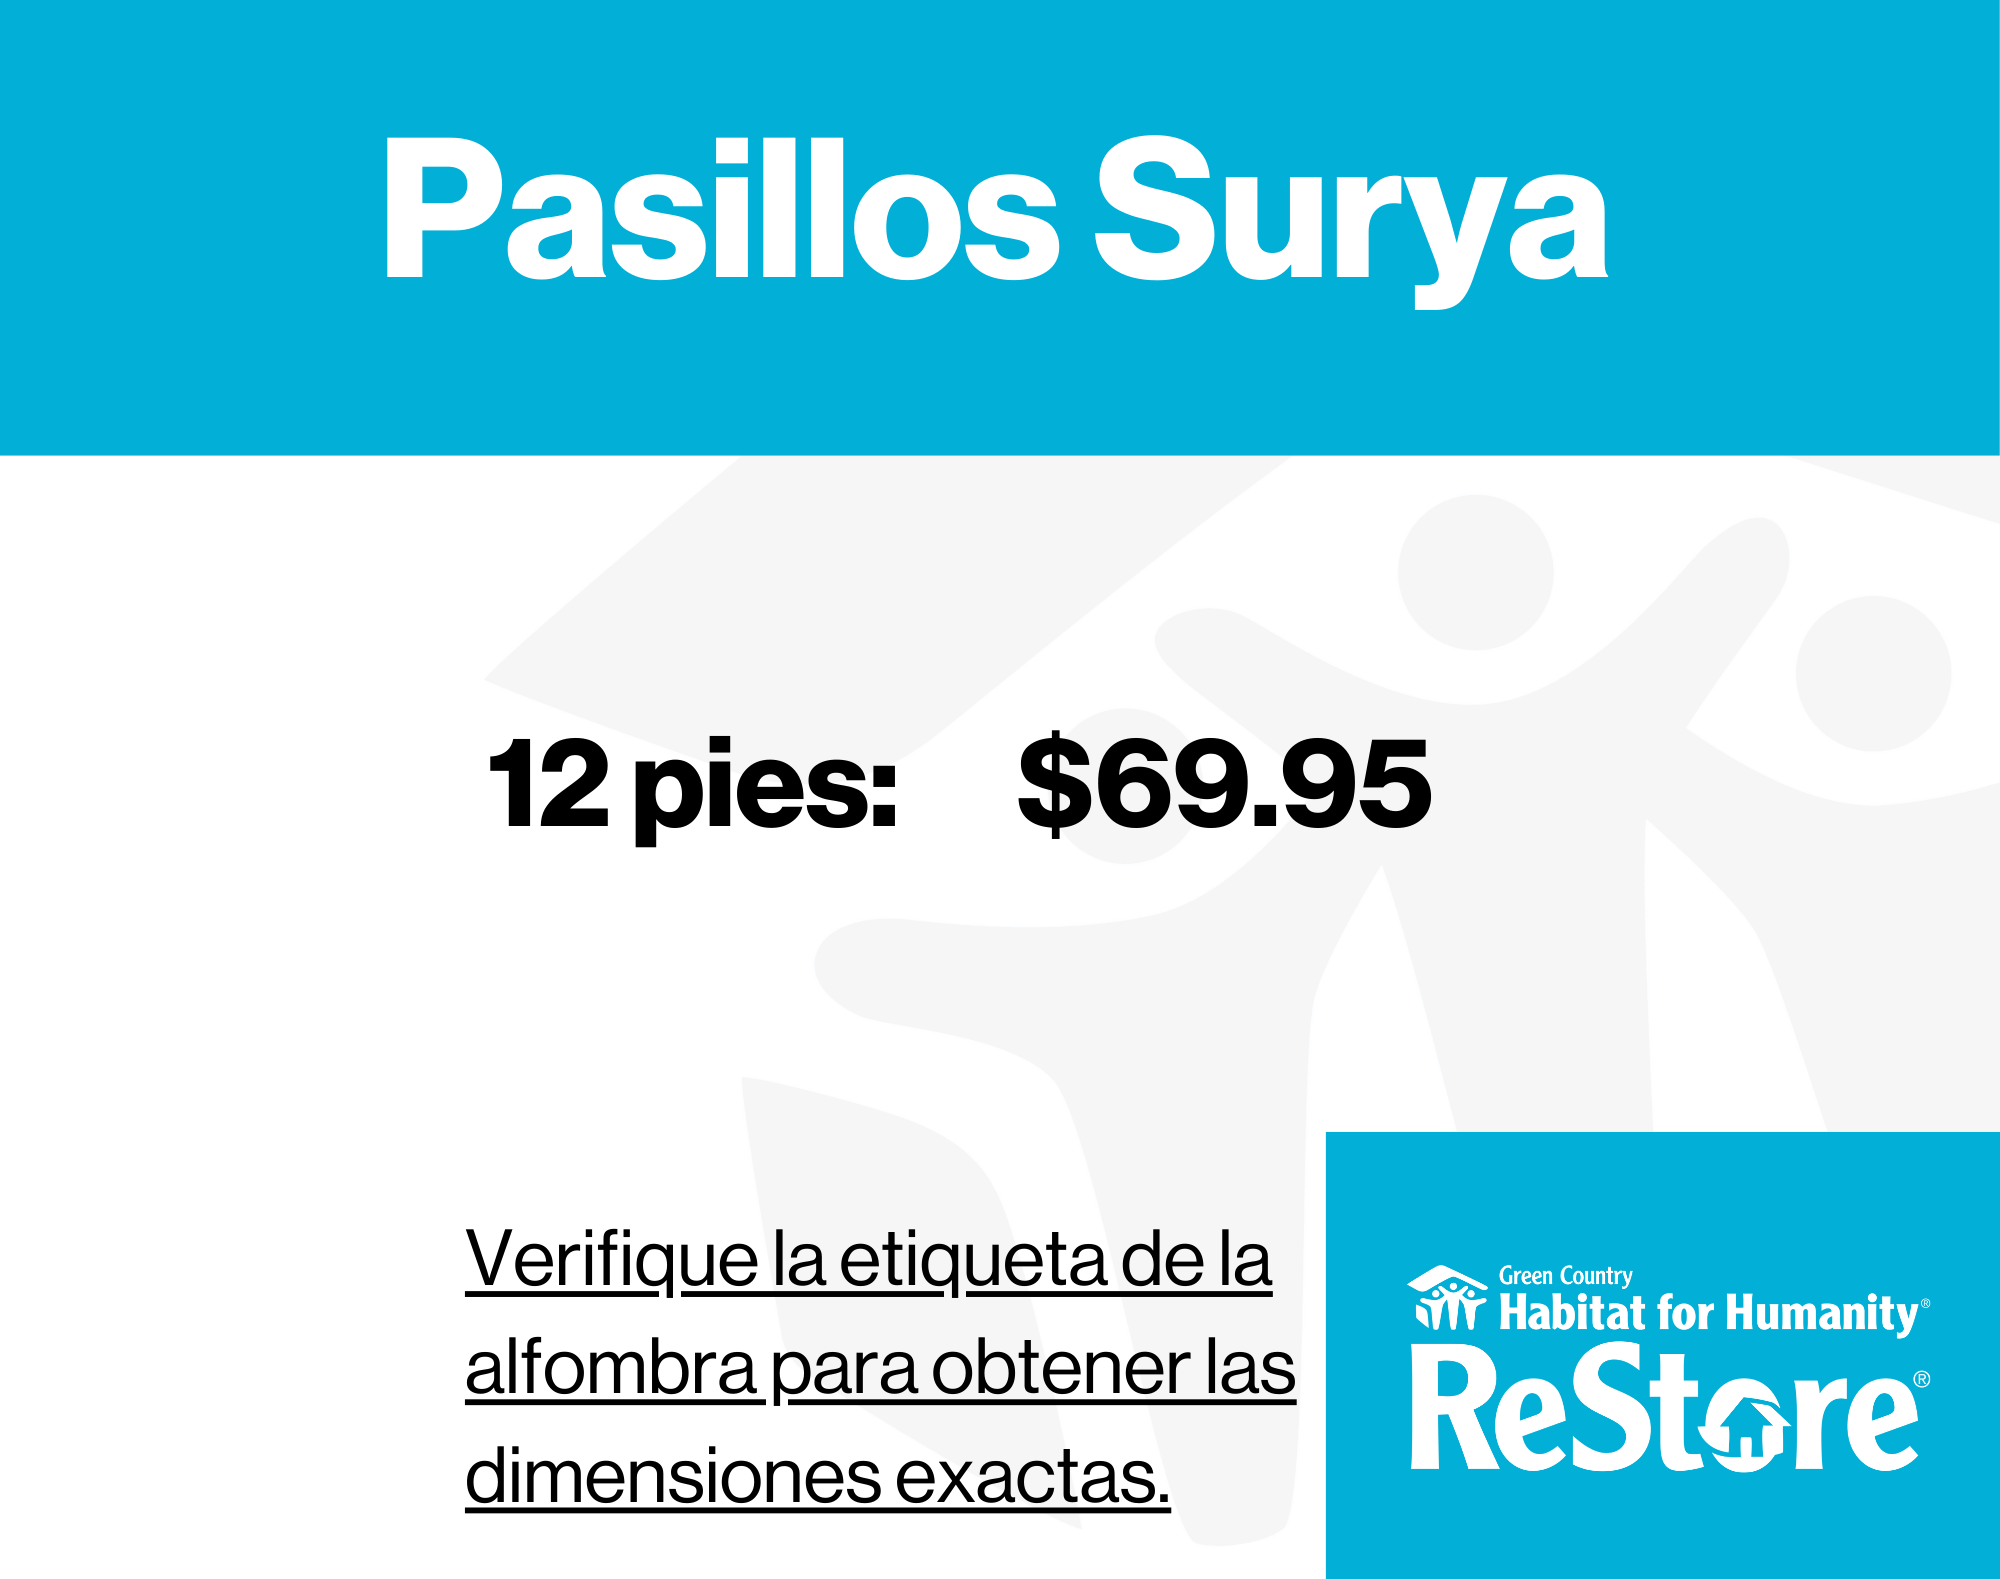 Pasillos Surya
12 pies: $69.95
Verifique la etiqueta de la
alfombra para obtener las
dimensiones exactas.
Green Country
Habitat for Humanity®
ReStore®